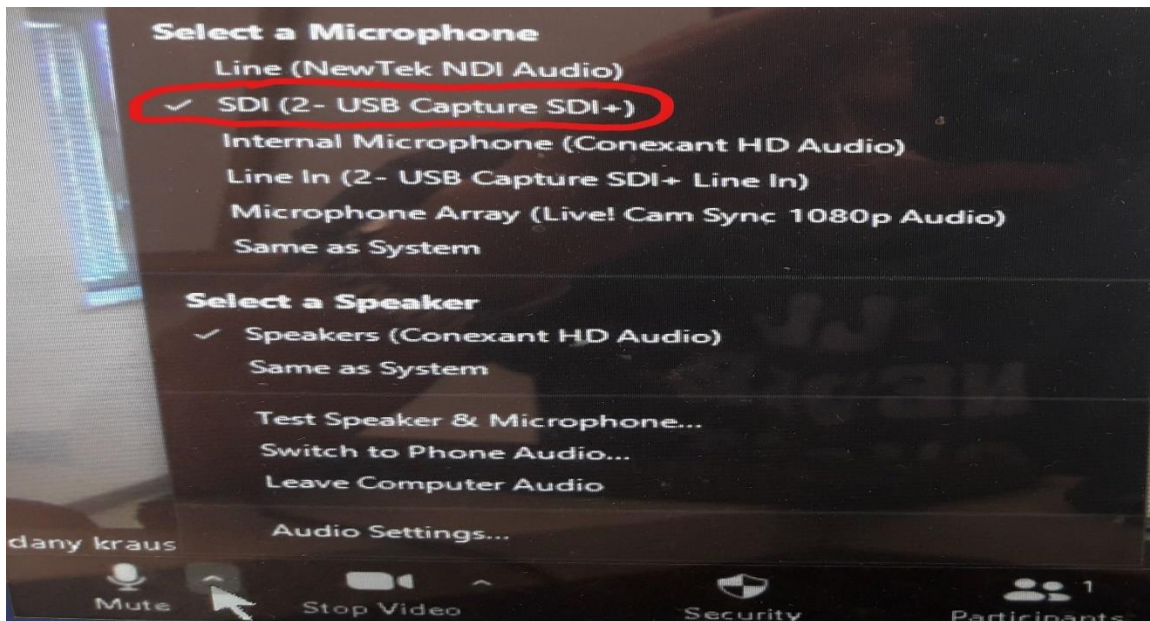 Select a Microphone
Line (NewTek NDI Audio)
SDI (2- USB Capture SDI+)
Internal Microphone (Conexant HD Audio)
Line In (2- USB Capture SDI+ Line In)
Microphone Array (Live! Cam Sync 1080p Audio)
Same as System
Select a Speaker
Speakers (Conexant HD Audio)
Same as System
Test Speaker & Microphone...
Switch to Phone Audio...
Leave Computer Audio
Audio Settings...
dany kraus
1
Mute Stop Video Security Participants